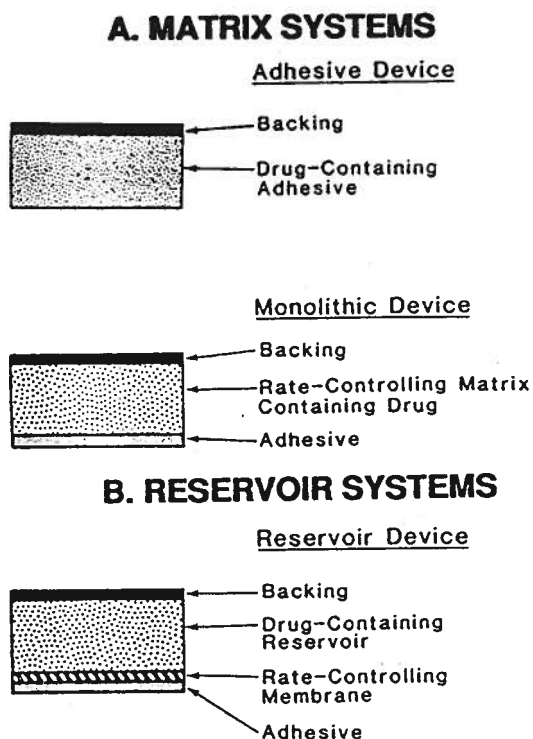 A. MATRIX SYSTEMS
Adhesive Device
Backing
Drug-Containing
Adhesive
Monolithic Device
Backing
Rate-Controlling Matrix
Containing Drug
Adhesive
B. RESERVOIR SYSTEMS
Reservoir Device
Backing
Drug-Containing
Reservoir
Rate-Controlling
Membrane
Adhesive